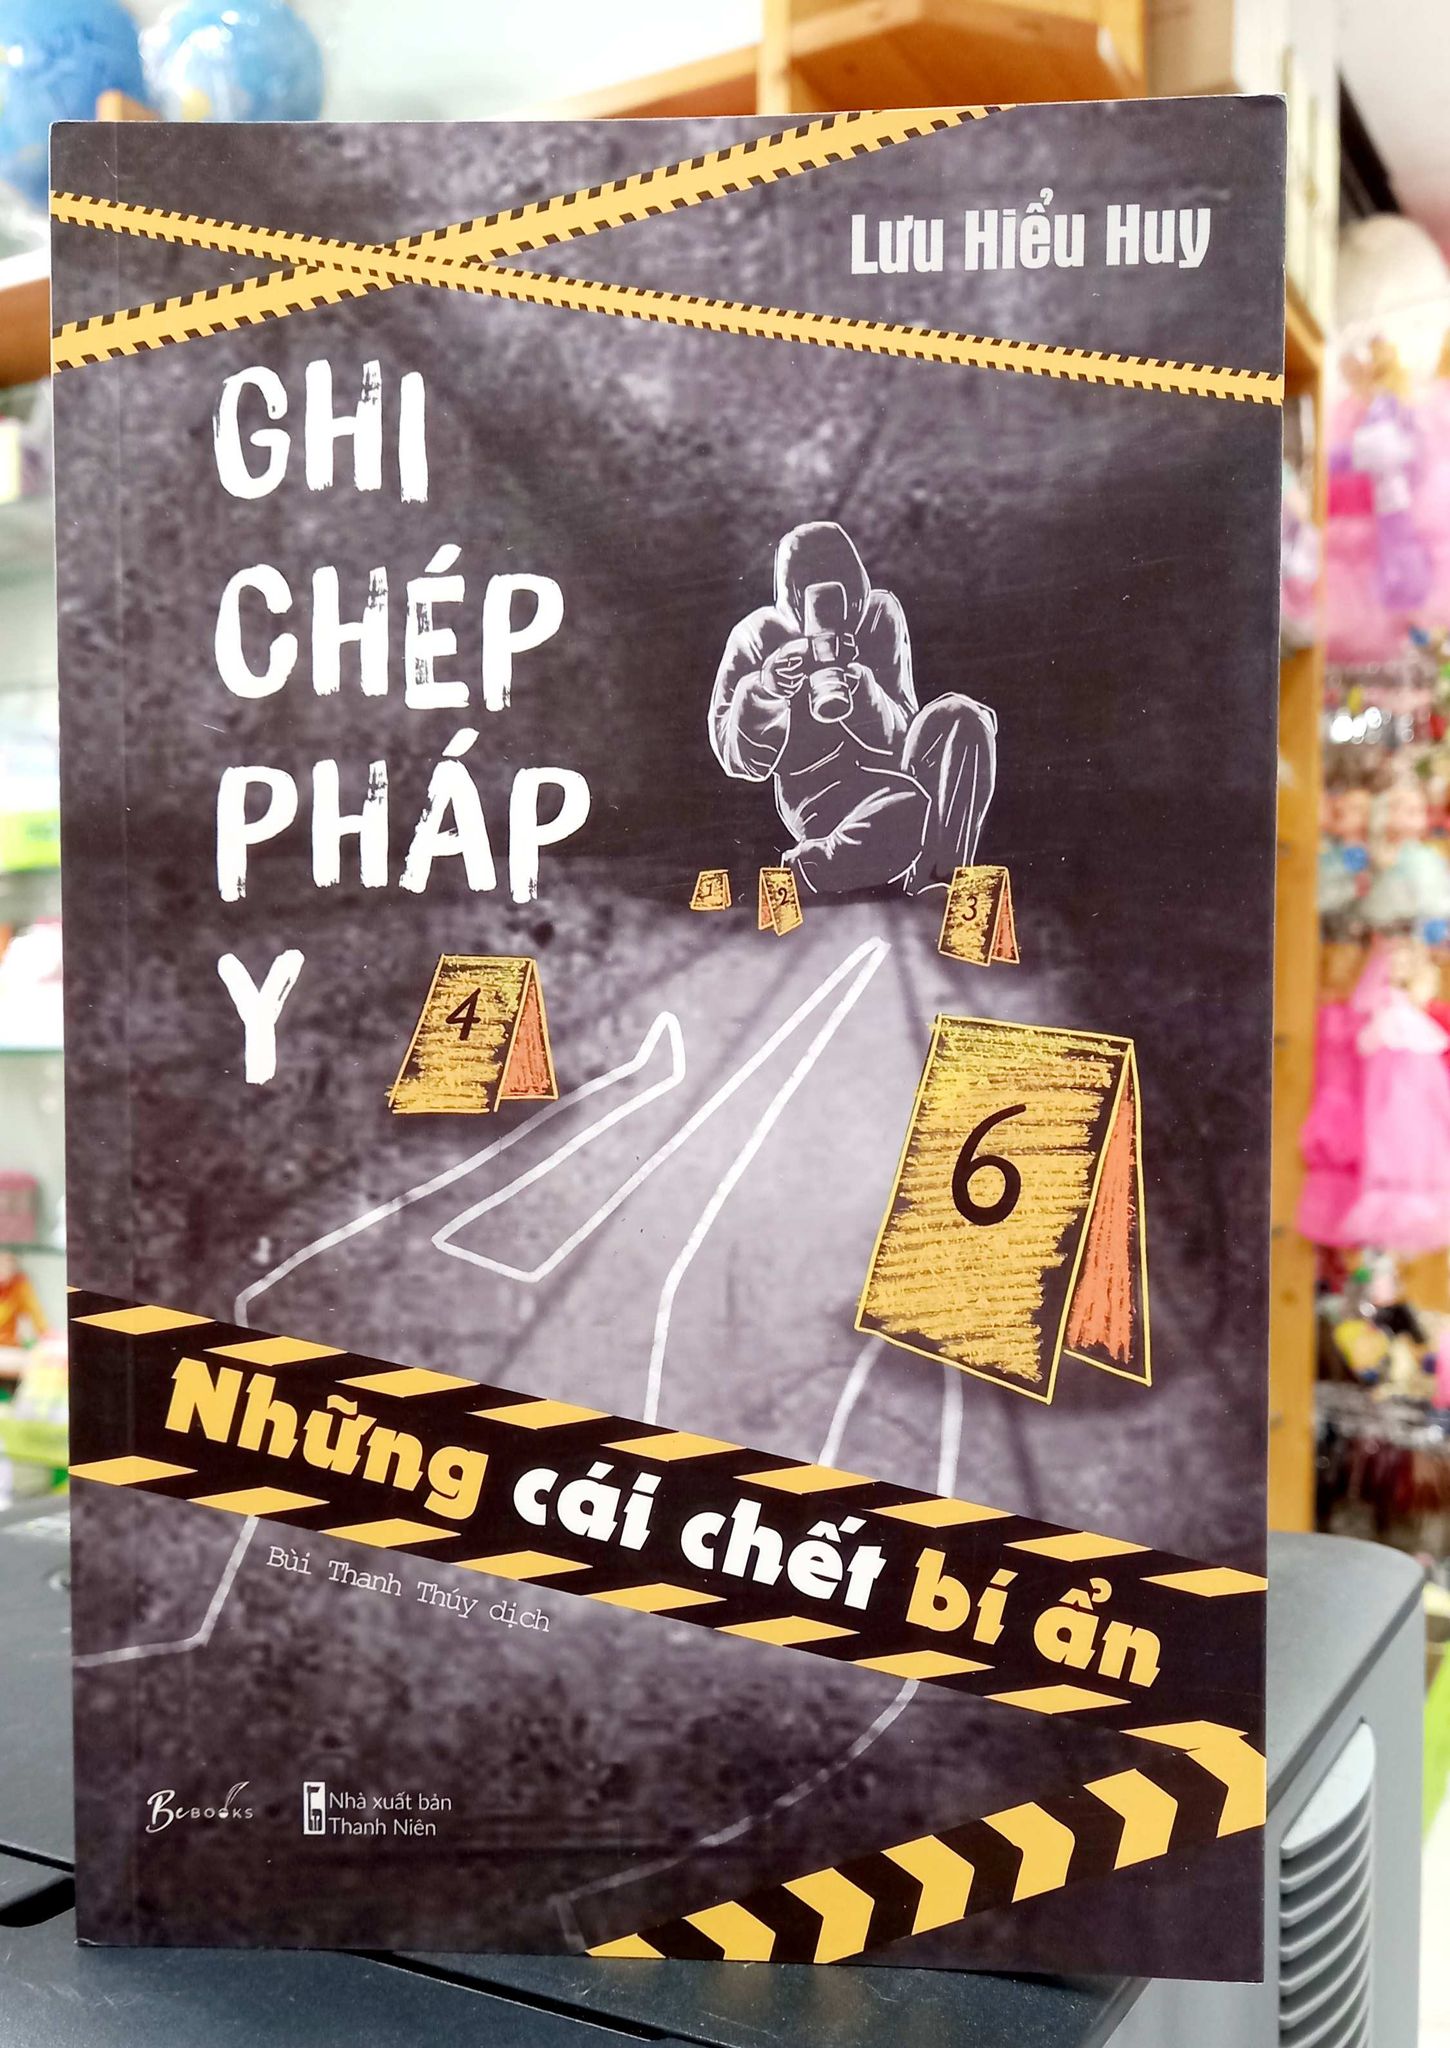 Lưu Hiểu Huy
GHI
CHÉP
PHÁP
Y
1
2
3
4
6
Những cái chết bí ẩn
Bùi Thanh Thúy dịch
BeBOOKS
Nhà xuất bản
Thanh Niên